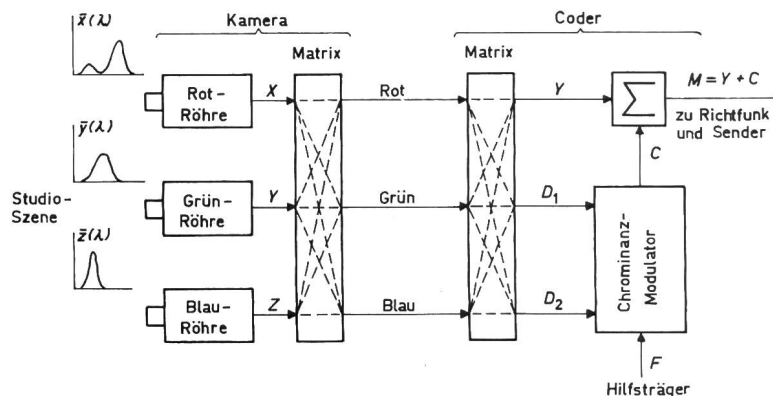 Kamera
Coder
x̄(λ)
Matrix
Matrix
Rot-
Röhre
X
Rot
Y
Σ
M = Y + C
zu Richtfunk
und Sender
C
ȳ(λ)
Studio-
Szene
Grün-
Röhre
Y
Grün
D₁
Chrominanz-
Modulator
z̄(λ)
Blau-
Röhre
Z
Blau
D₂
F
Hilfsträger